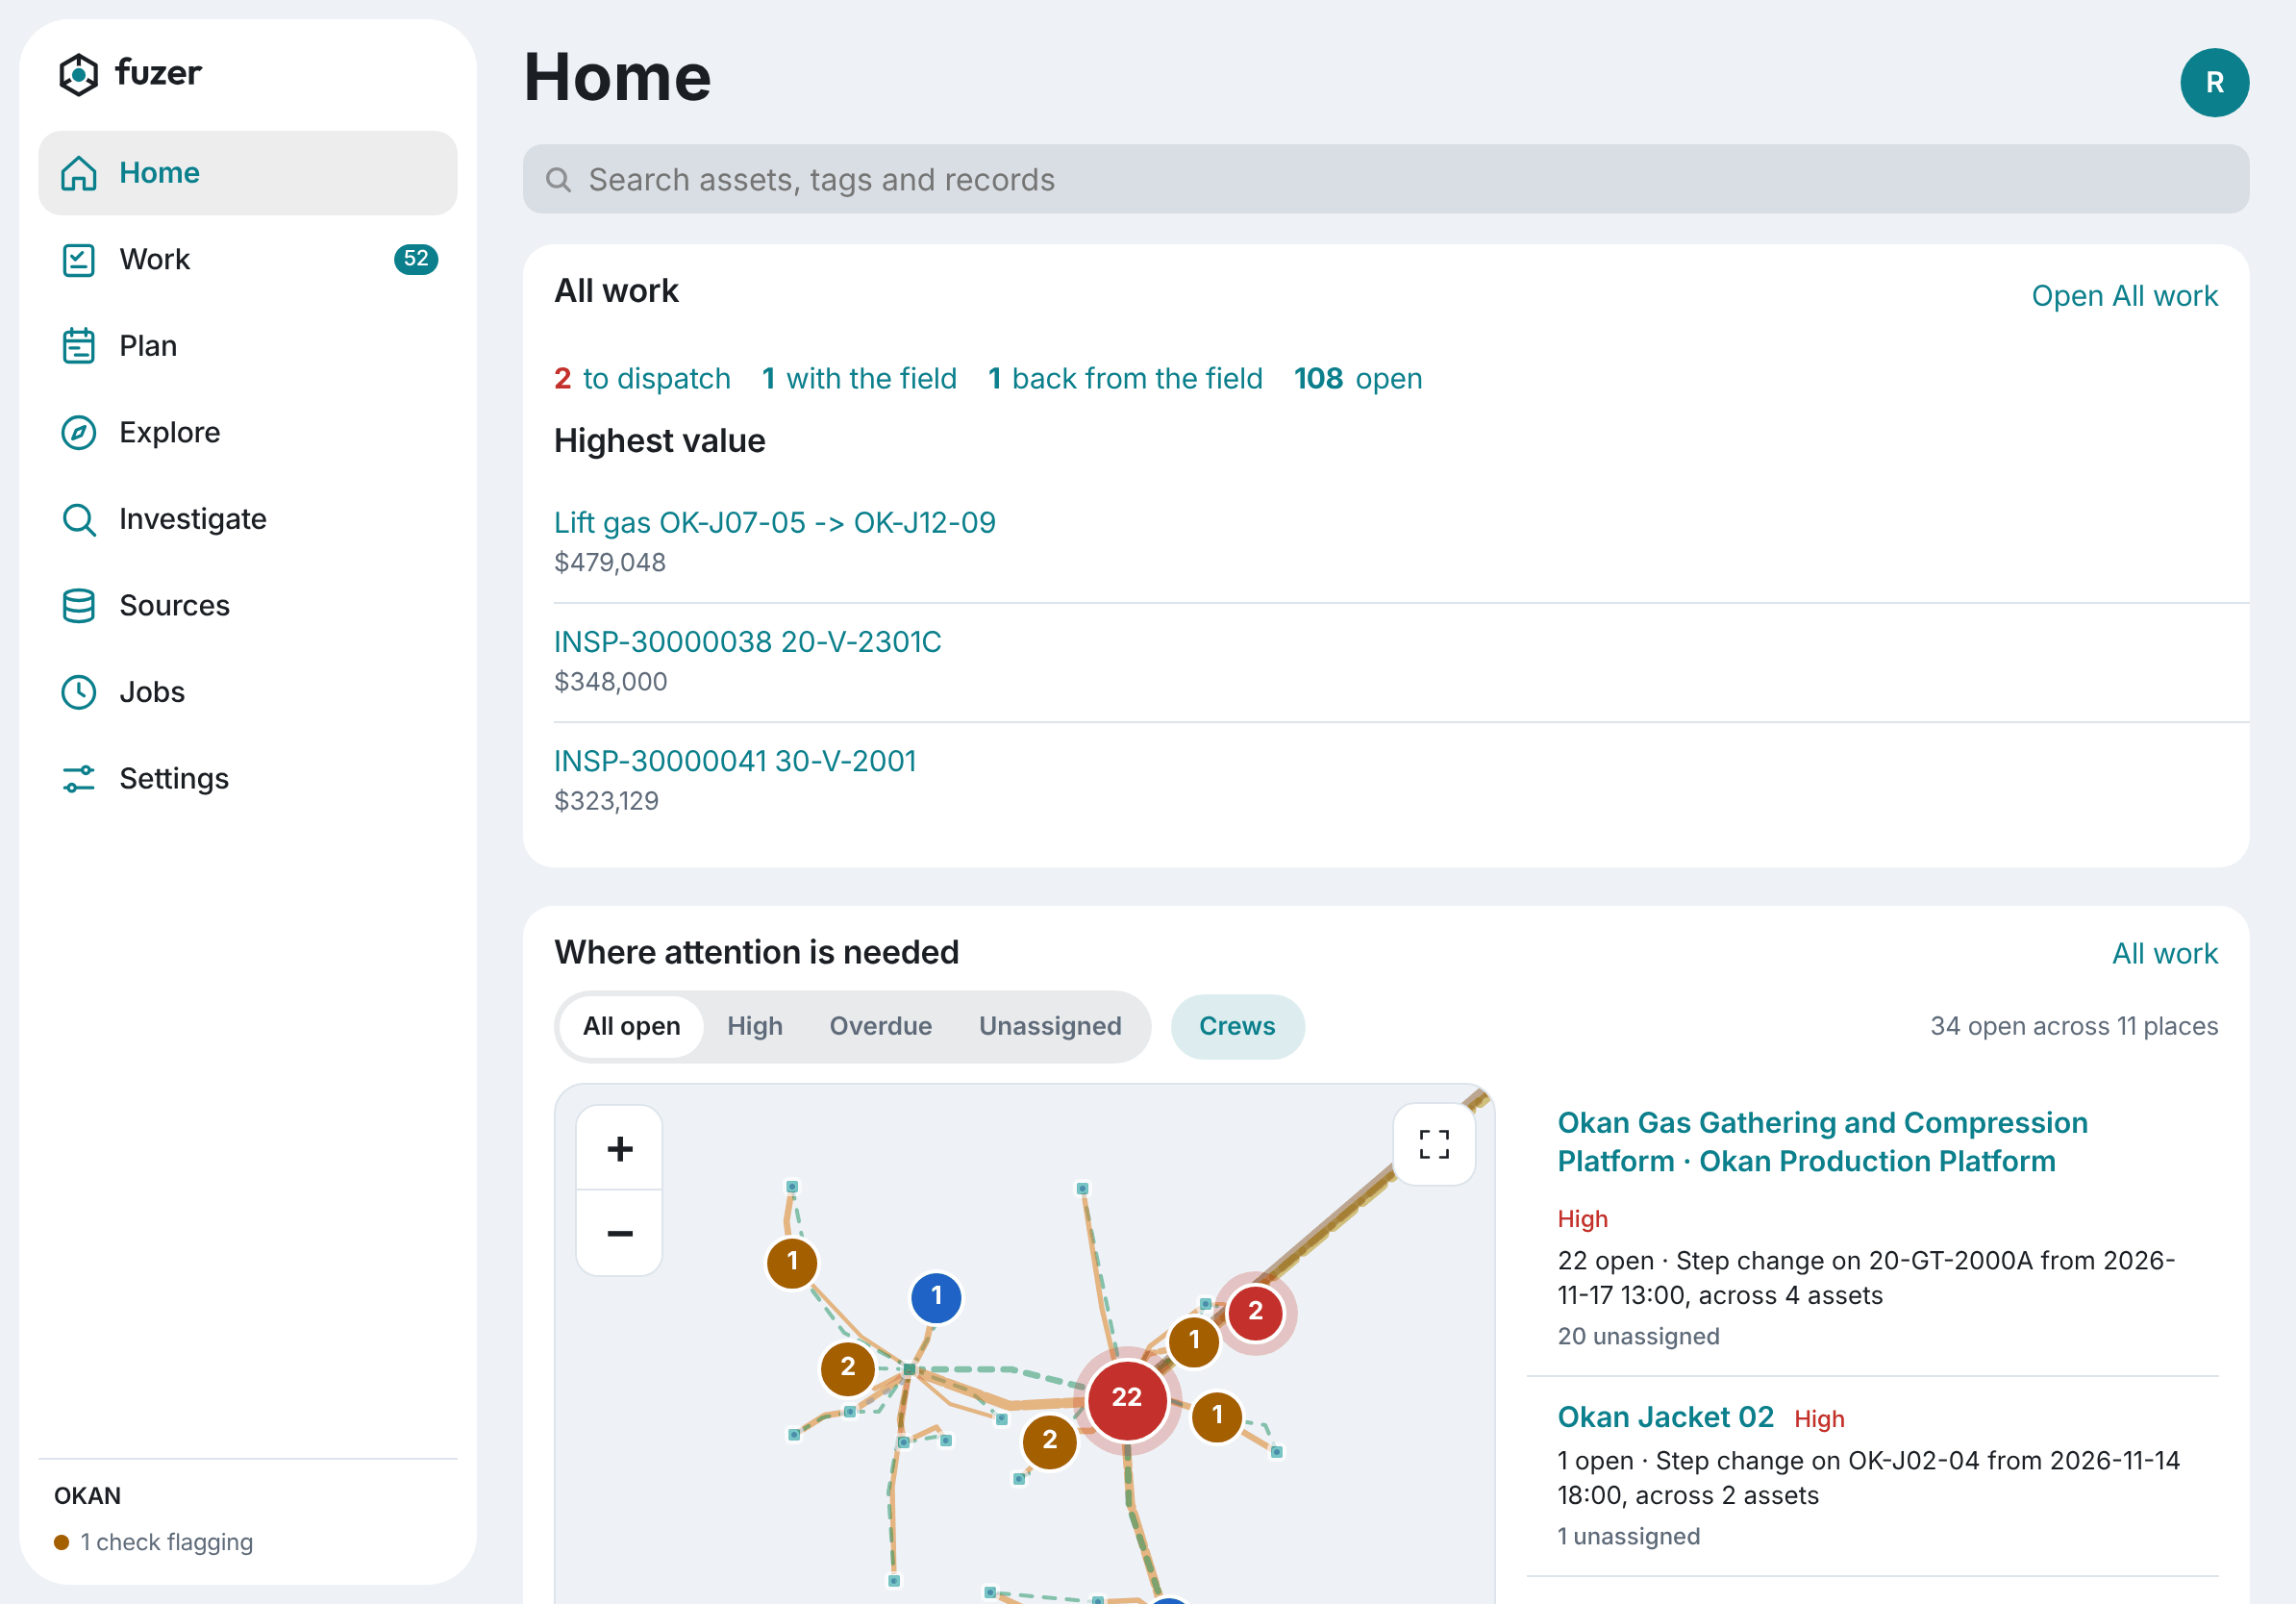 fuzer
Home
Work 52
Plan
Explore
Investigate
Sources
Jobs
Settings
OKAN
1 check flagging
Home
R
Search assets, tags and records
All work
Open All work
2 to dispatch 1 with the field 1 back from the field 108 open
Highest value
Lift gas OK-J07-05 -> OK-J12-09
$479,048
INSP-30000038 20-V-2301C
$348,000
INSP-30000041 30-V-2001
$323,129
Where attention is needed
All work
All open High Overdue Unassigned Crews
34 open across 11 places
+
−
1
1
2
2
1
22
1
2
Okan Gas Gathering and Compression
Platform · Okan Production Platform
High
22 open · Step change on 20-GT-2000A from 2026-
11-17 13:00, across 4 assets
20 unassigned
Okan Jacket 02 High
1 open · Step change on OK-J02-04 from 2026-11-14
18:00, across 2 assets
1 unassigned